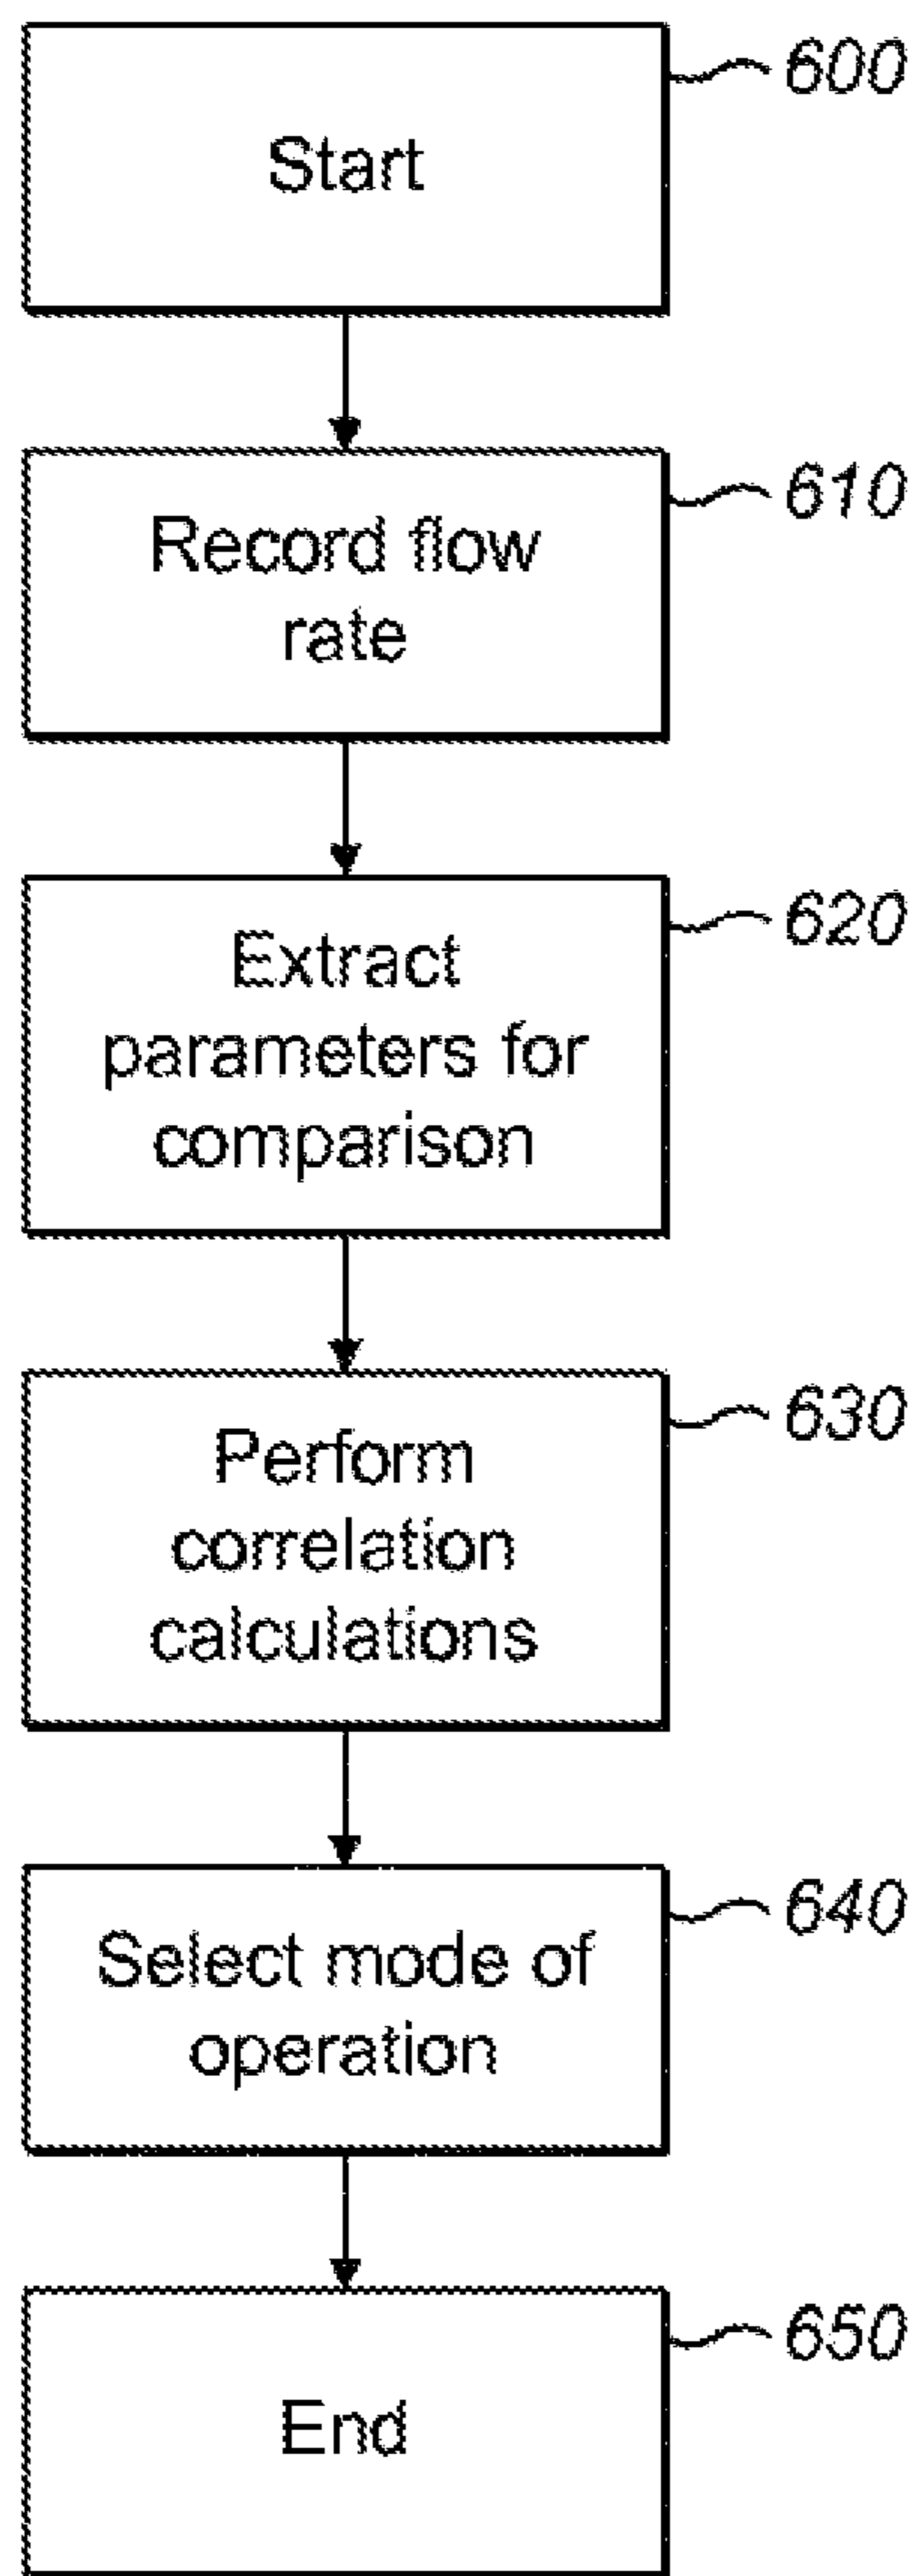 Start
600
Record flow
rate
610
Extract
parameters for
comparison
620
Perform
correlation
calculations
630
Select mode of
operation
640
End
650